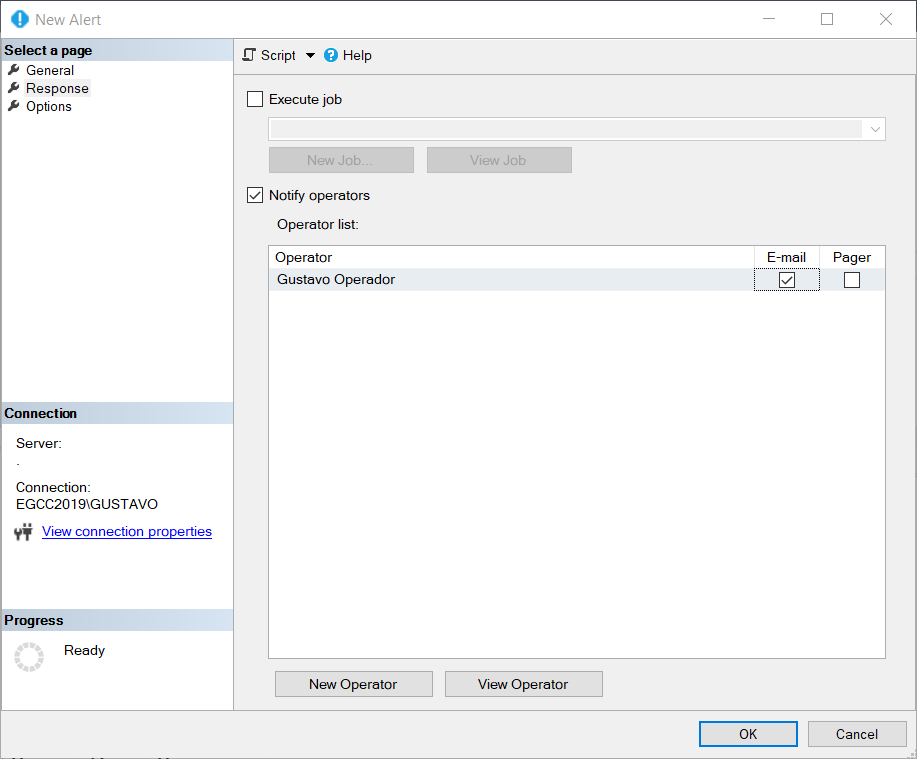 New Alert
Select a page
General
Response
Options
Script
Help
Execute job
New Job...
View Job
Notify operators
Operator list:
Operator E-mail Pager
Gustavo Operador
Connection
Server:
.
Connection:
EGCC2019\GUSTAVO
View connection properties
Progress
Ready
New Operator
View Operator
OK
Cancel